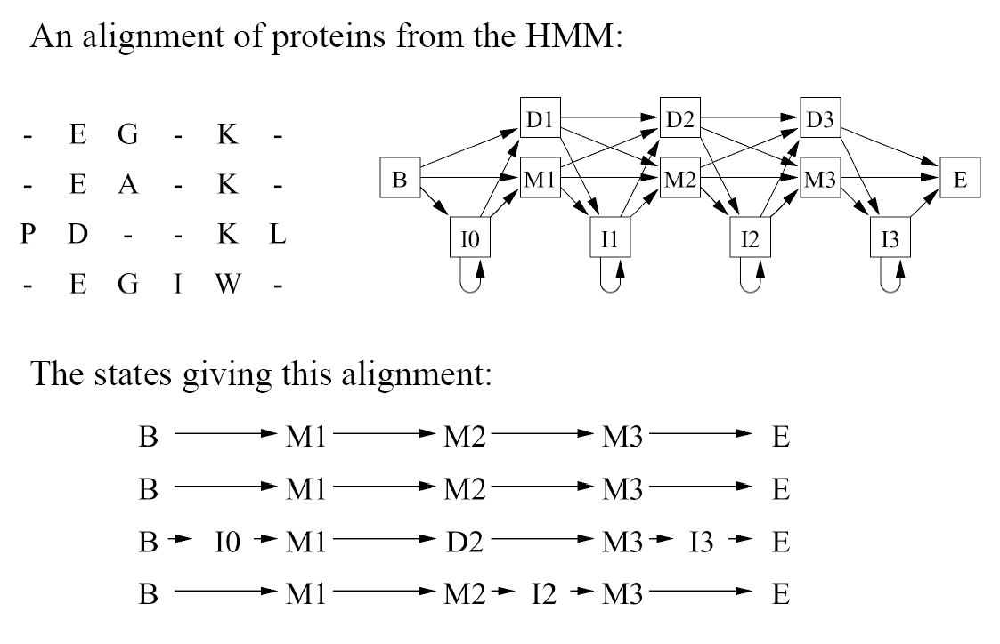 An alignment of proteins from the HMM:
- E G - K -
- E A - K -
P D - - K L
- E G I W -
D1 D2 D3
B M1 M2 M3 E
I0 I1 I2 I3
The states giving this alignment:
B M1 M2 M3 E
B M1 M2 M3 E
B I0 M1 D2 M3 I3 E
B M1 M2 I2 M3 E